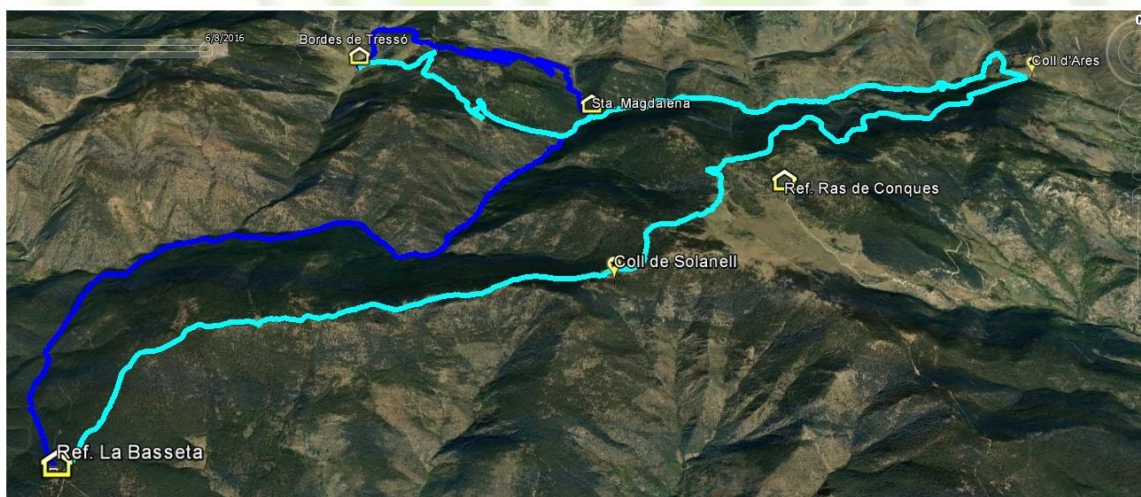 6/8/2016
Bordes de Tressó
Coll d'Ares
Sta. Magdalena
Ref. Ras de Conques
Coll de Solanell
Ref. La Basseta